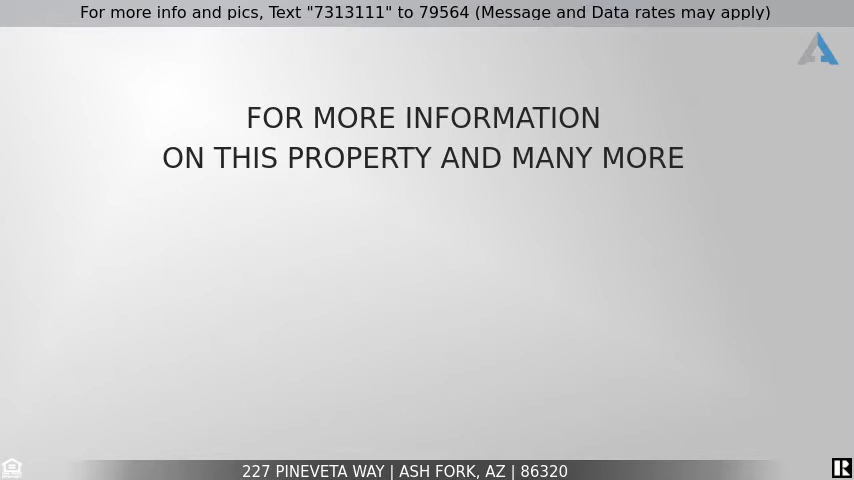 For more info and pics, Text "7313111" to 79564 (Message and Data rates may apply)
FOR MORE INFORMATION
ON THIS PROPERTY AND MANY MORE
227 PINEVETA WAY | ASH FORK, AZ | 86320